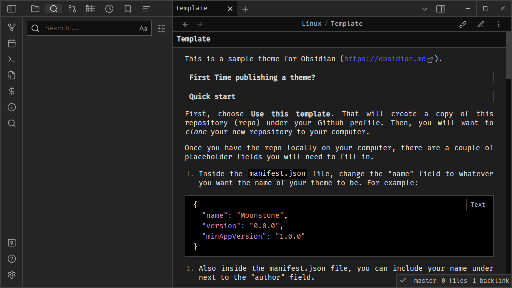 Template
Search...
Aa
Linux / Template
Template
This is a sample theme for Obsidian (https://obsidian.md).
First Time publishing a theme?
Quick start
First, choose Use this template. That will create a copy of this
repository (repo) under your Github profile. Then, you will want to
clone your new repository to your computer.
Once you have the repo locally on your computer, there are a couple of
placeholder fields you will need to fill in.
1. Inside the manifest.json file, change the "name" field to whatever
you want the name of your theme to be. For example:
Text
{
"name": "Moonstone",
"version": "0.0.0",
"minAppVersion": "1.0.0"
}
1. Also inside the manifest.json file, you can include your name under
next to the "author" field.
master 0 files 1 backlink